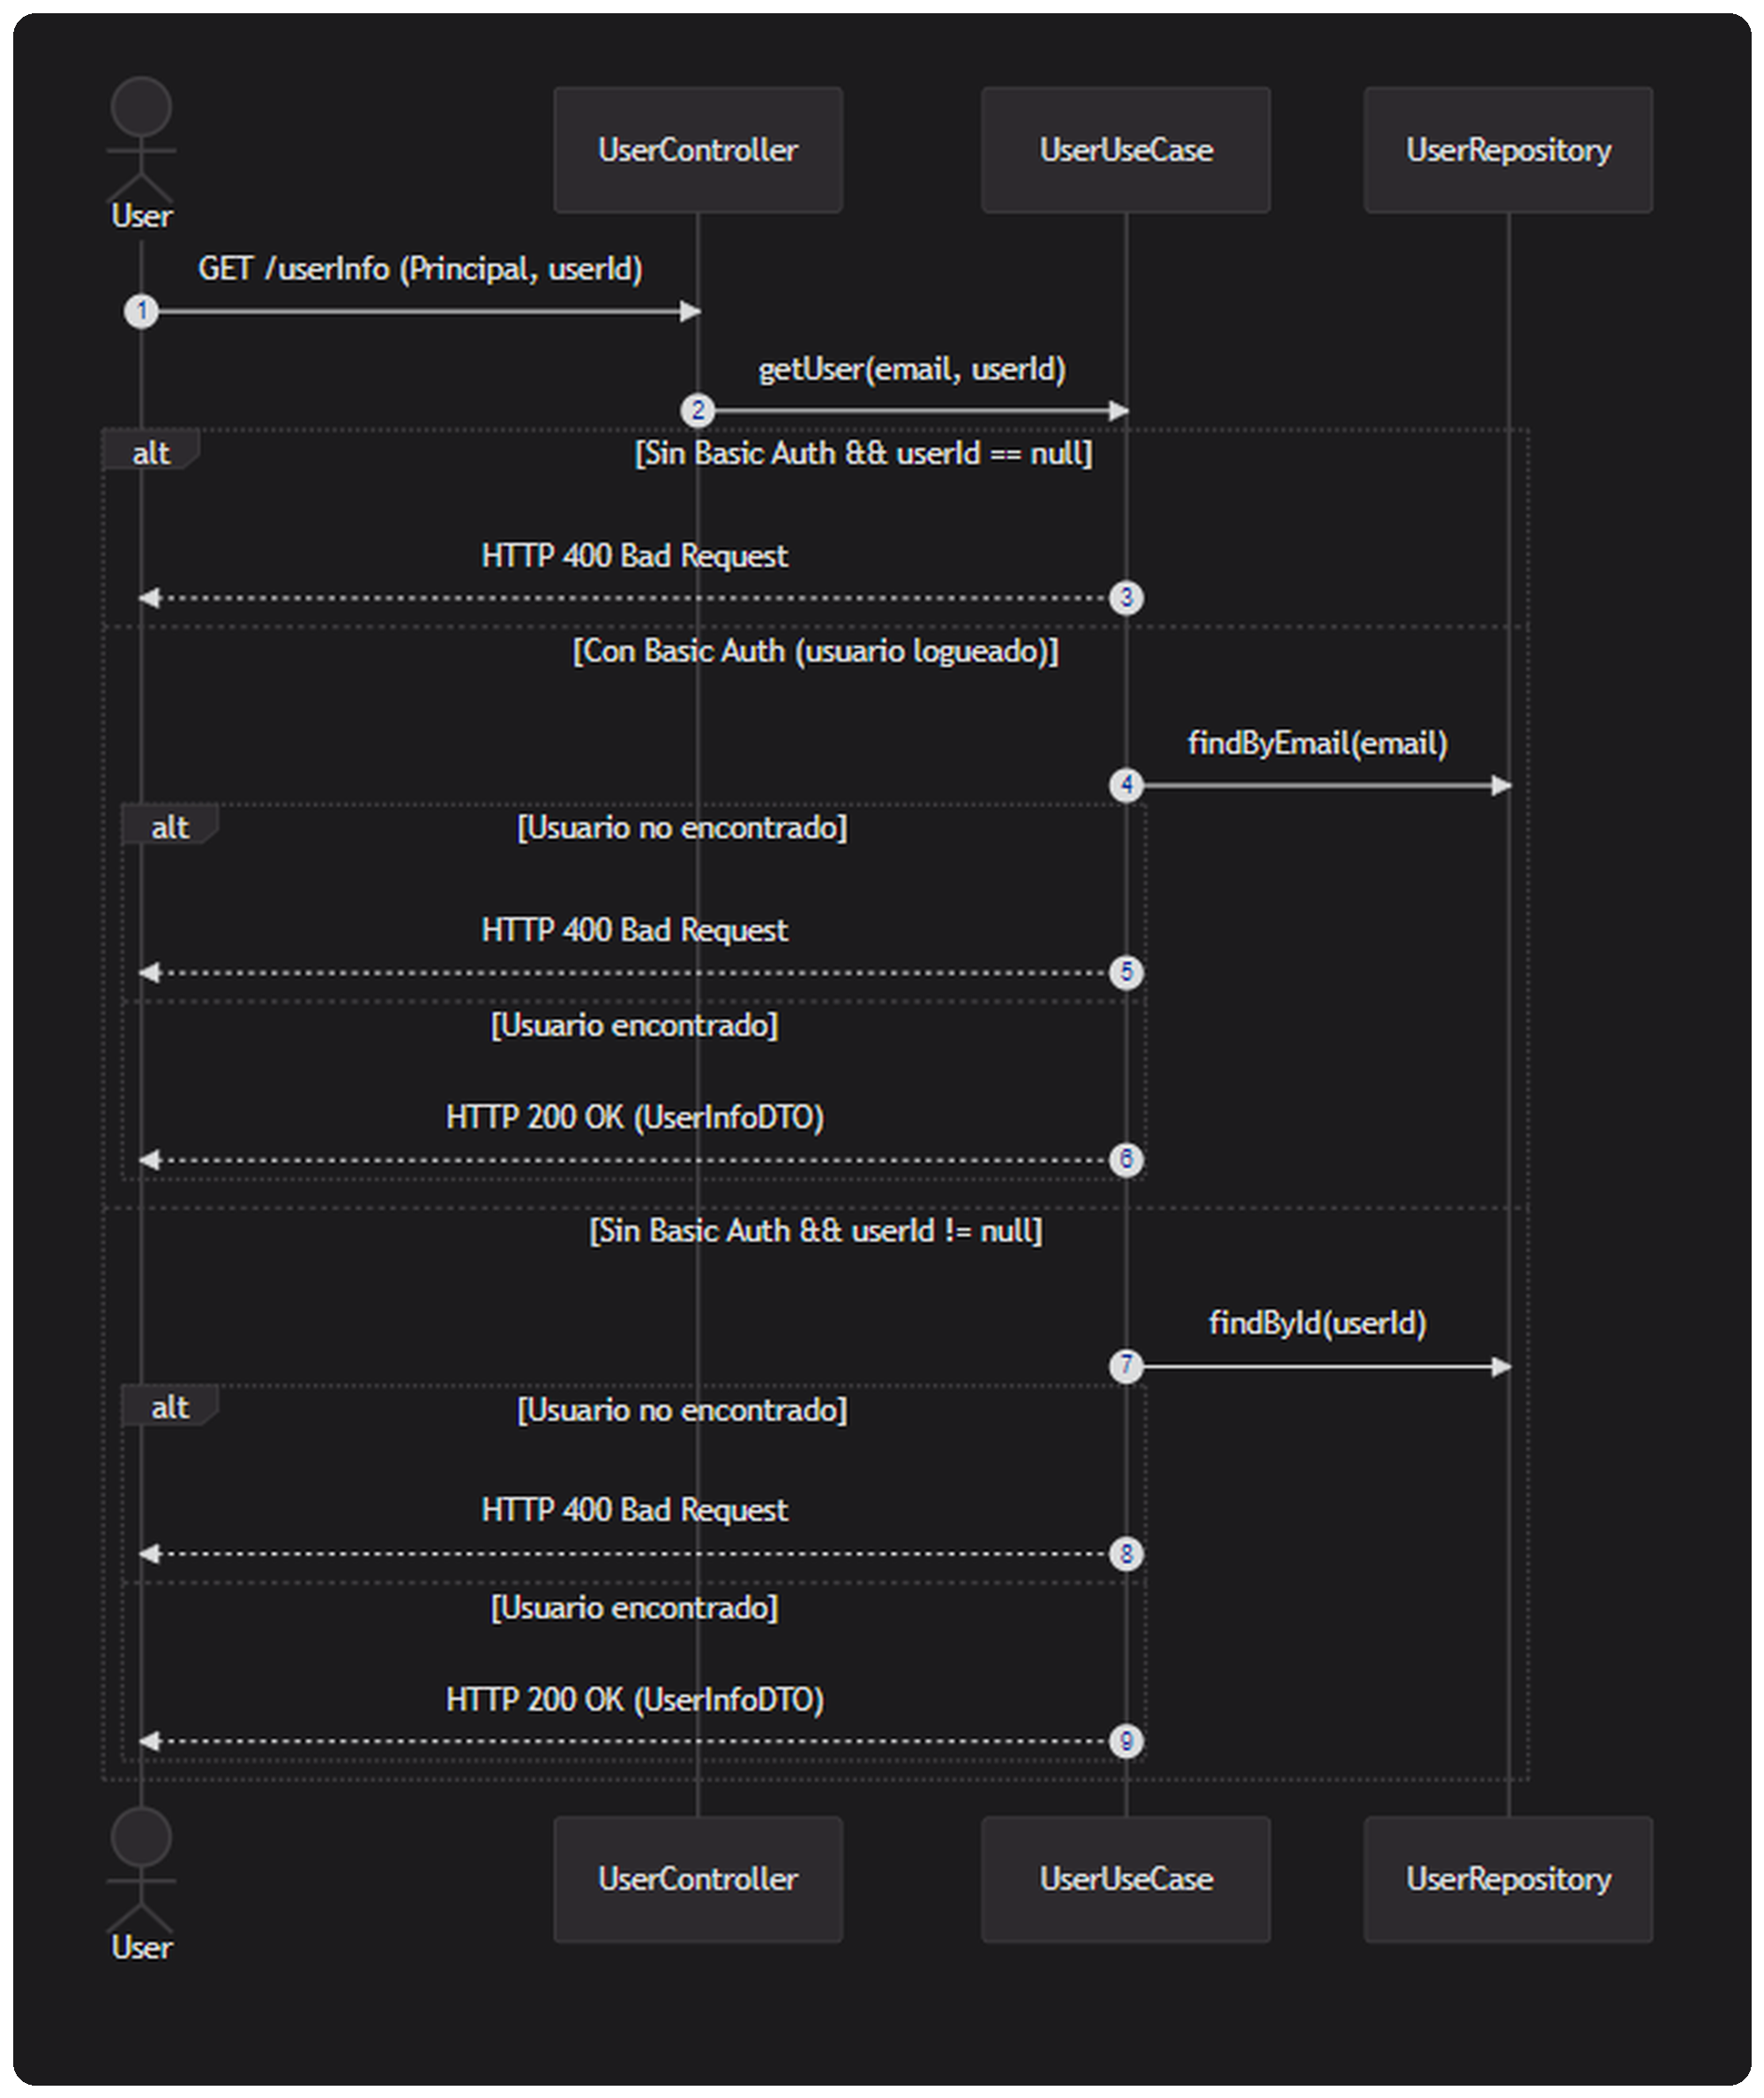 User
UserController
UserUseCase
UserRepository
GET /userInfo (Principal, userId)
1
getUser(email, userId)
2
alt
[Sin Basic Auth && userId == null]
HTTP 400 Bad Request
3
[Con Basic Auth (usuario logueado)]
findByEmail(email)
4
alt
[Usuario no encontrado]
HTTP 400 Bad Request
5
[Usuario encontrado]
HTTP 200 OK (UserInfoDTO)
6
[Sin Basic Auth && userId != null]
findById(userId)
7
alt
[Usuario no encontrado]
HTTP 400 Bad Request
8
[Usuario encontrado]
HTTP 200 OK (UserInfoDTO)
9
User
UserController
UserUseCase
UserRepository